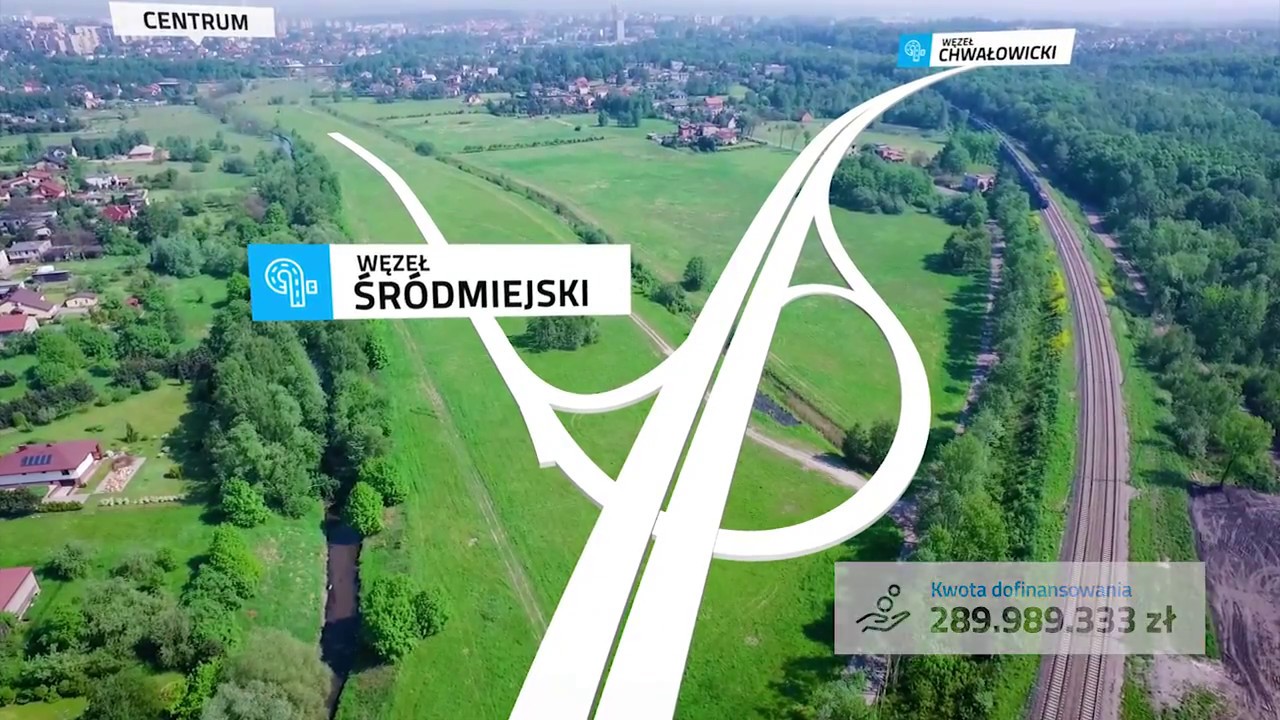 CENTRUM
WĘZEŁ
CHWAŁOWICKI
WĘZEŁ
ŚRÓDMIEJSKI
Kwota dofinansowania
289.989.333 zł